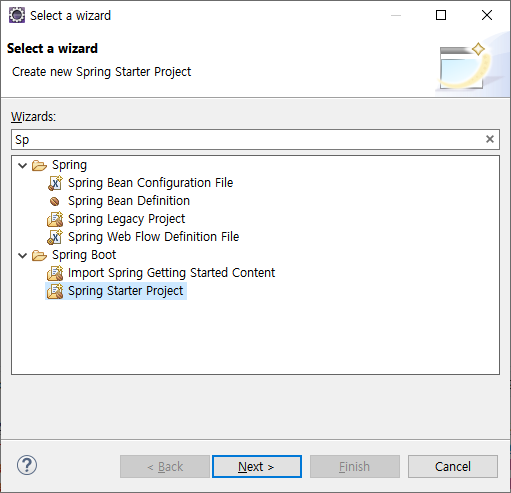 Select a wizard
Select a wizard
Create new Spring Starter Project
Wizards:
Sp
Spring
Spring Bean Configuration File
Spring Bean Definition
Spring Legacy Project
Spring Web Flow Definition File
Spring Boot
Import Spring Getting Started Content
Spring Starter Project
< Back Next > Finish Cancel